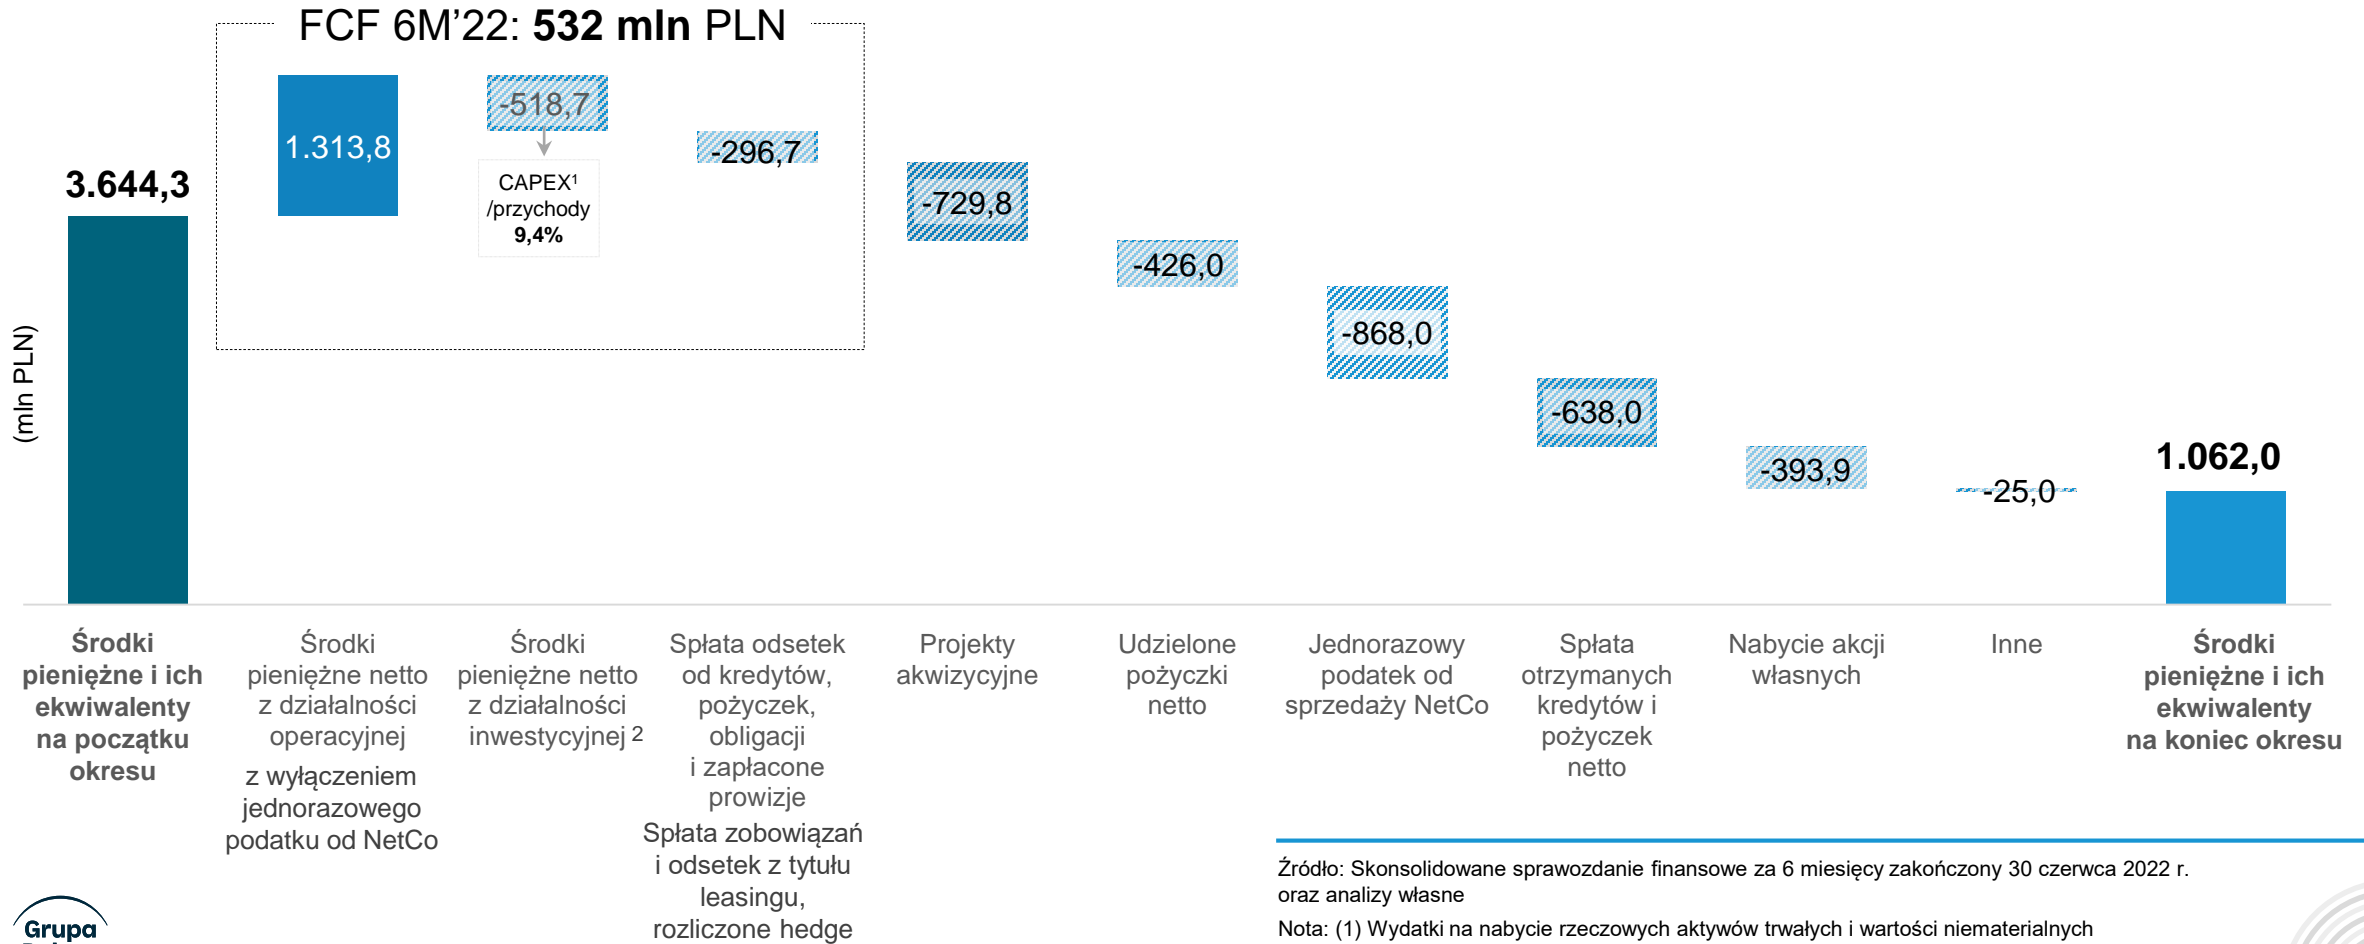 FCF 6M’22: 532 mln PLN
(mln PLN)
3.644,3
1.313,8
-518,7
CAPEX¹
/przychody
9,4%
-296,7
-729,8
-426,0
-868,0
-638,0
-393,9
-25,0
1.062,0
Środki
pieniężne i ich
ekwiwalenty
na początku
okresu
Środki
pieniężne netto
z działalności
operacyjnej
z wyłączeniem
jednorazowego
podatku od NetCo
Środki
pieniężne netto
z działalności
inwestycyjnej 2
Spłata odsetek
od kredytów,
pożyczek,
obligacji
i zapłacone
prowizje
Spłata zobowiązań
i odsetek z tytułu
leasingu,
rozliczone hedge
Projekty
akwizycyjne
Udzielone
pożyczki
netto
Jednorazowy
podatek od
sprzedaży NetCo
Spłata
otrzymanych
kredytów i
pożyczek
netto
Nabycie akcji
własnych
Inne
Środki
pieniężne i ich
ekwiwalenty
na koniec okresu
Źródło: Skonsolidowane sprawozdanie finansowe za 6 miesięcy zakończony 30 czerwca 2022 r.
oraz analizy własne
Nota: (1) Wydatki na nabycie rzeczowych aktywów trwałych i wartości niematerialnych
Grupa